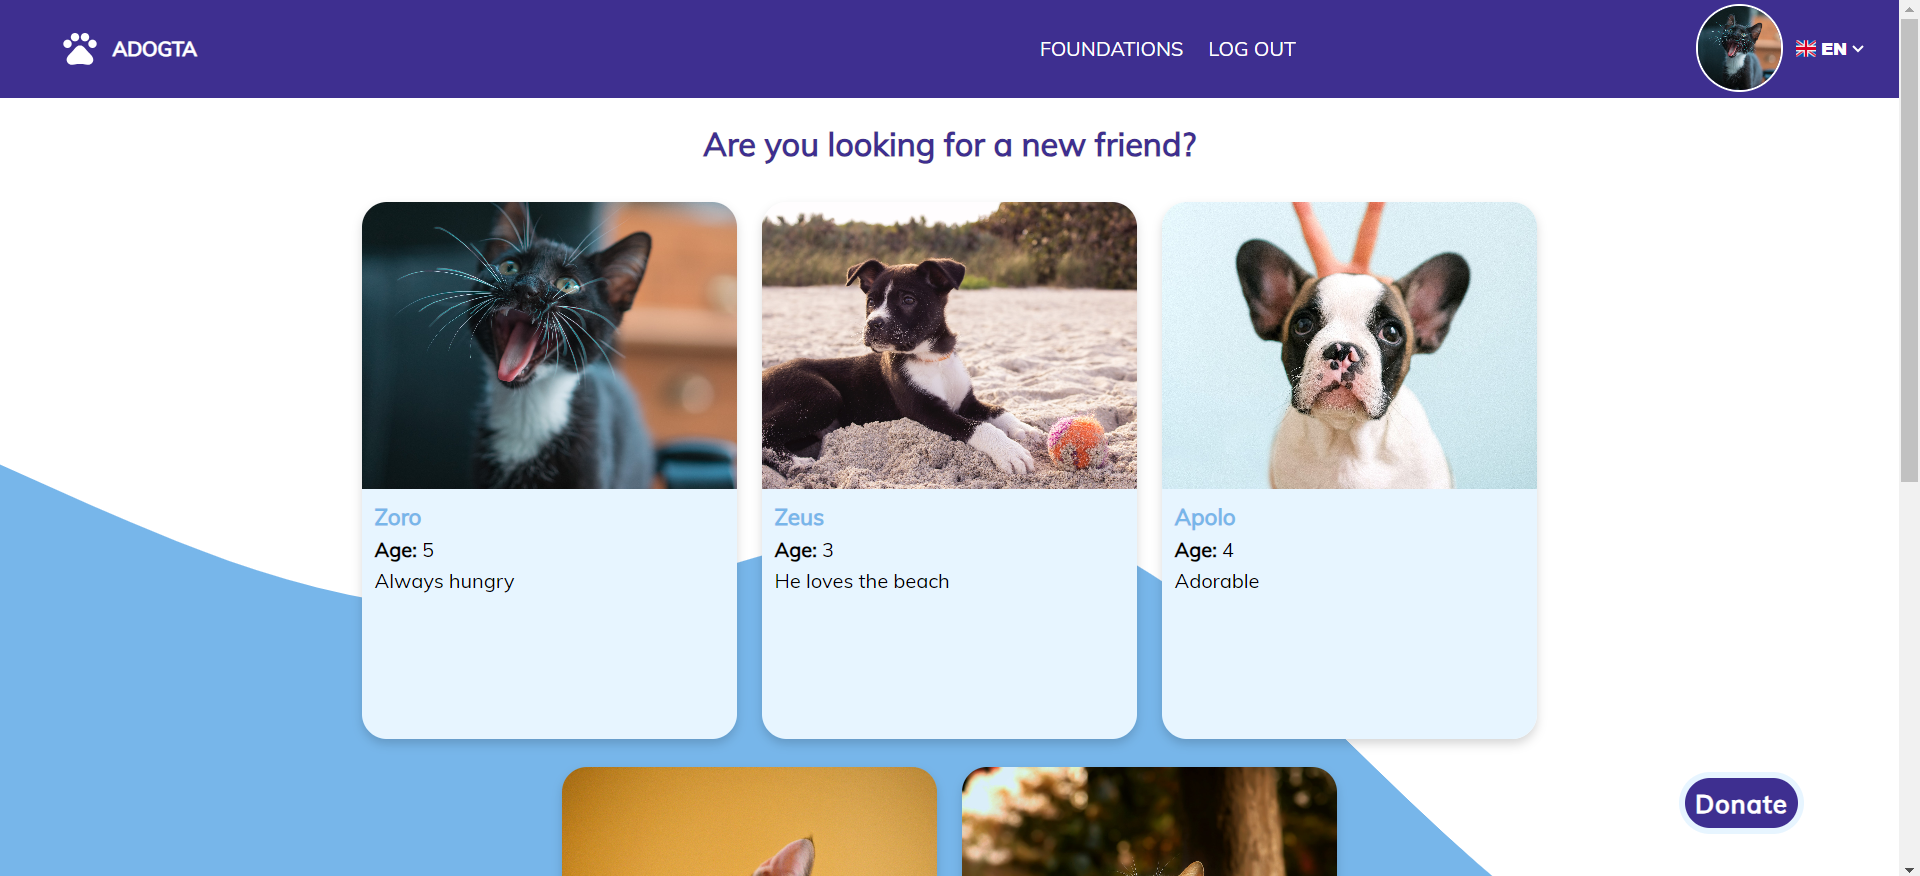 ADOGTA
FOUNDATIONS LOG OUT
EN
Are you looking for a new friend?
Zoro
Age: 5
Always hungry
Zeus
Age: 3
He loves the beach
Apolo
Age: 4
Adorable
Donate